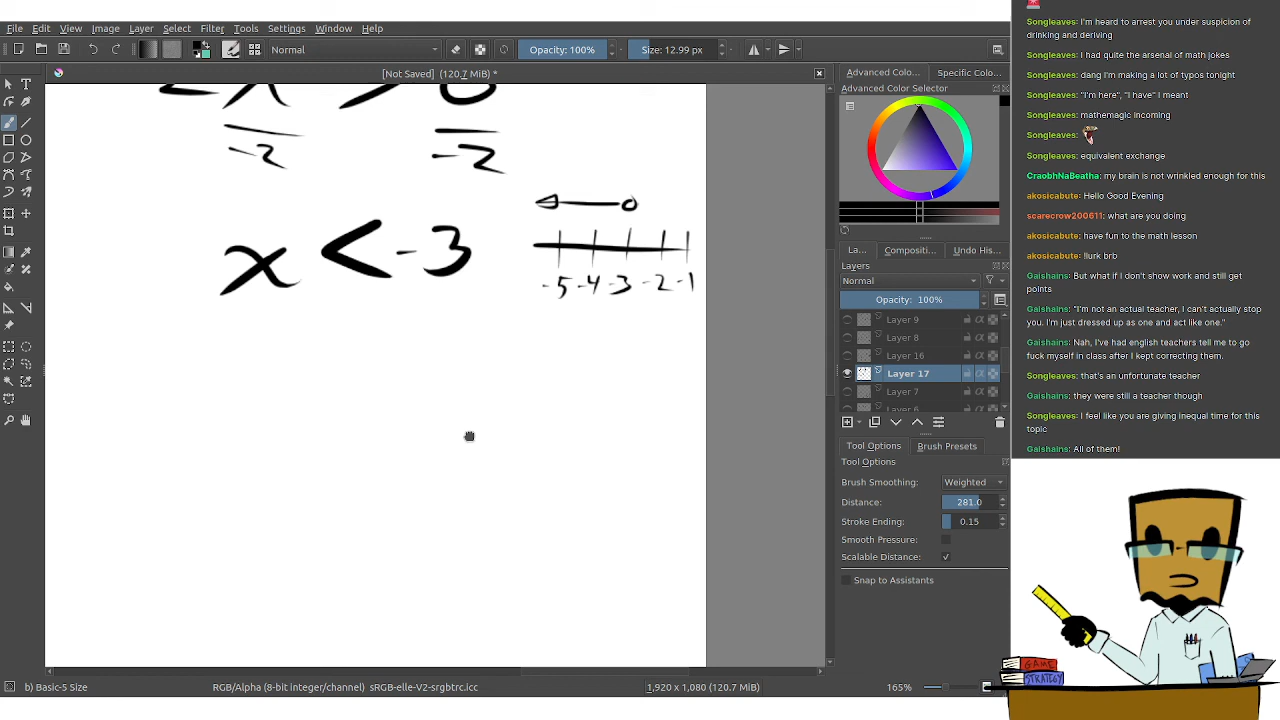 File Edit View Image Layer Select Filter Tools Settings Window Help
Normal
Opacity: 100%
Size: 12.99 px
[Not Saved] (120.7 MiB) *
-2x > 6
-2 -2
x < -3
-5 -4 -3 -2 -1
Advanced Colo... Specific Colo...
Advanced Color Selector
La... Compositi... Undo His...
Layers
Normal
Opacity: 100%
Layer 9
Layer 8
Layer 16
Layer 17
Layer 7
Layer 6
Tool Options Brush Presets
Tool Options
Brush Smoothing: Weighted
Distance: 281.0
Stroke Ending: 0.15
Smooth Pressure:
Scalable Distance: ✓
Snap to Assistants
b) Basic-5 Size
RGB/Alpha (8-bit integer/channel) sRGB-elle-V2-srgbtrc.icc
1,920 x 1,080 (120.7 MiB)
165%
Songleaves: I'm heard to arrest you under suspicion of
drinking and deriving
Songleaves: I had quite the arsenal of math jokes
Songleaves: dang I'm making a lot of typos tonight
Songleaves: "I'm here", "I have" I meant
Songleaves: mathemagic incoming
Songleaves:
Songleaves: equivalent exchange
CraobhNaBeatha: my brain is not wrinkled enough for this
akosicabute: Hello Good Evening
scarecrow200611: what are you doing
akosicabute: have fun to the math lesson
akosicabute: !lurk brb
Gaishains: But what if I don't show work and still get
points
Gaishains: "I'm not an actual teacher, I can't actually stop
you. I'm just dressed up as one and act like one."
Gaishains: Nah, I've had english teachers tell me to go
fuck myself in class after I kept correcting them.
Songleaves: that's an unfortunate teacher
Gaishains: they were still a teacher though
Songleaves: I feel like you are giving inequal time for this
topic
Gaishains: All of them!
GAME
STRATEGY